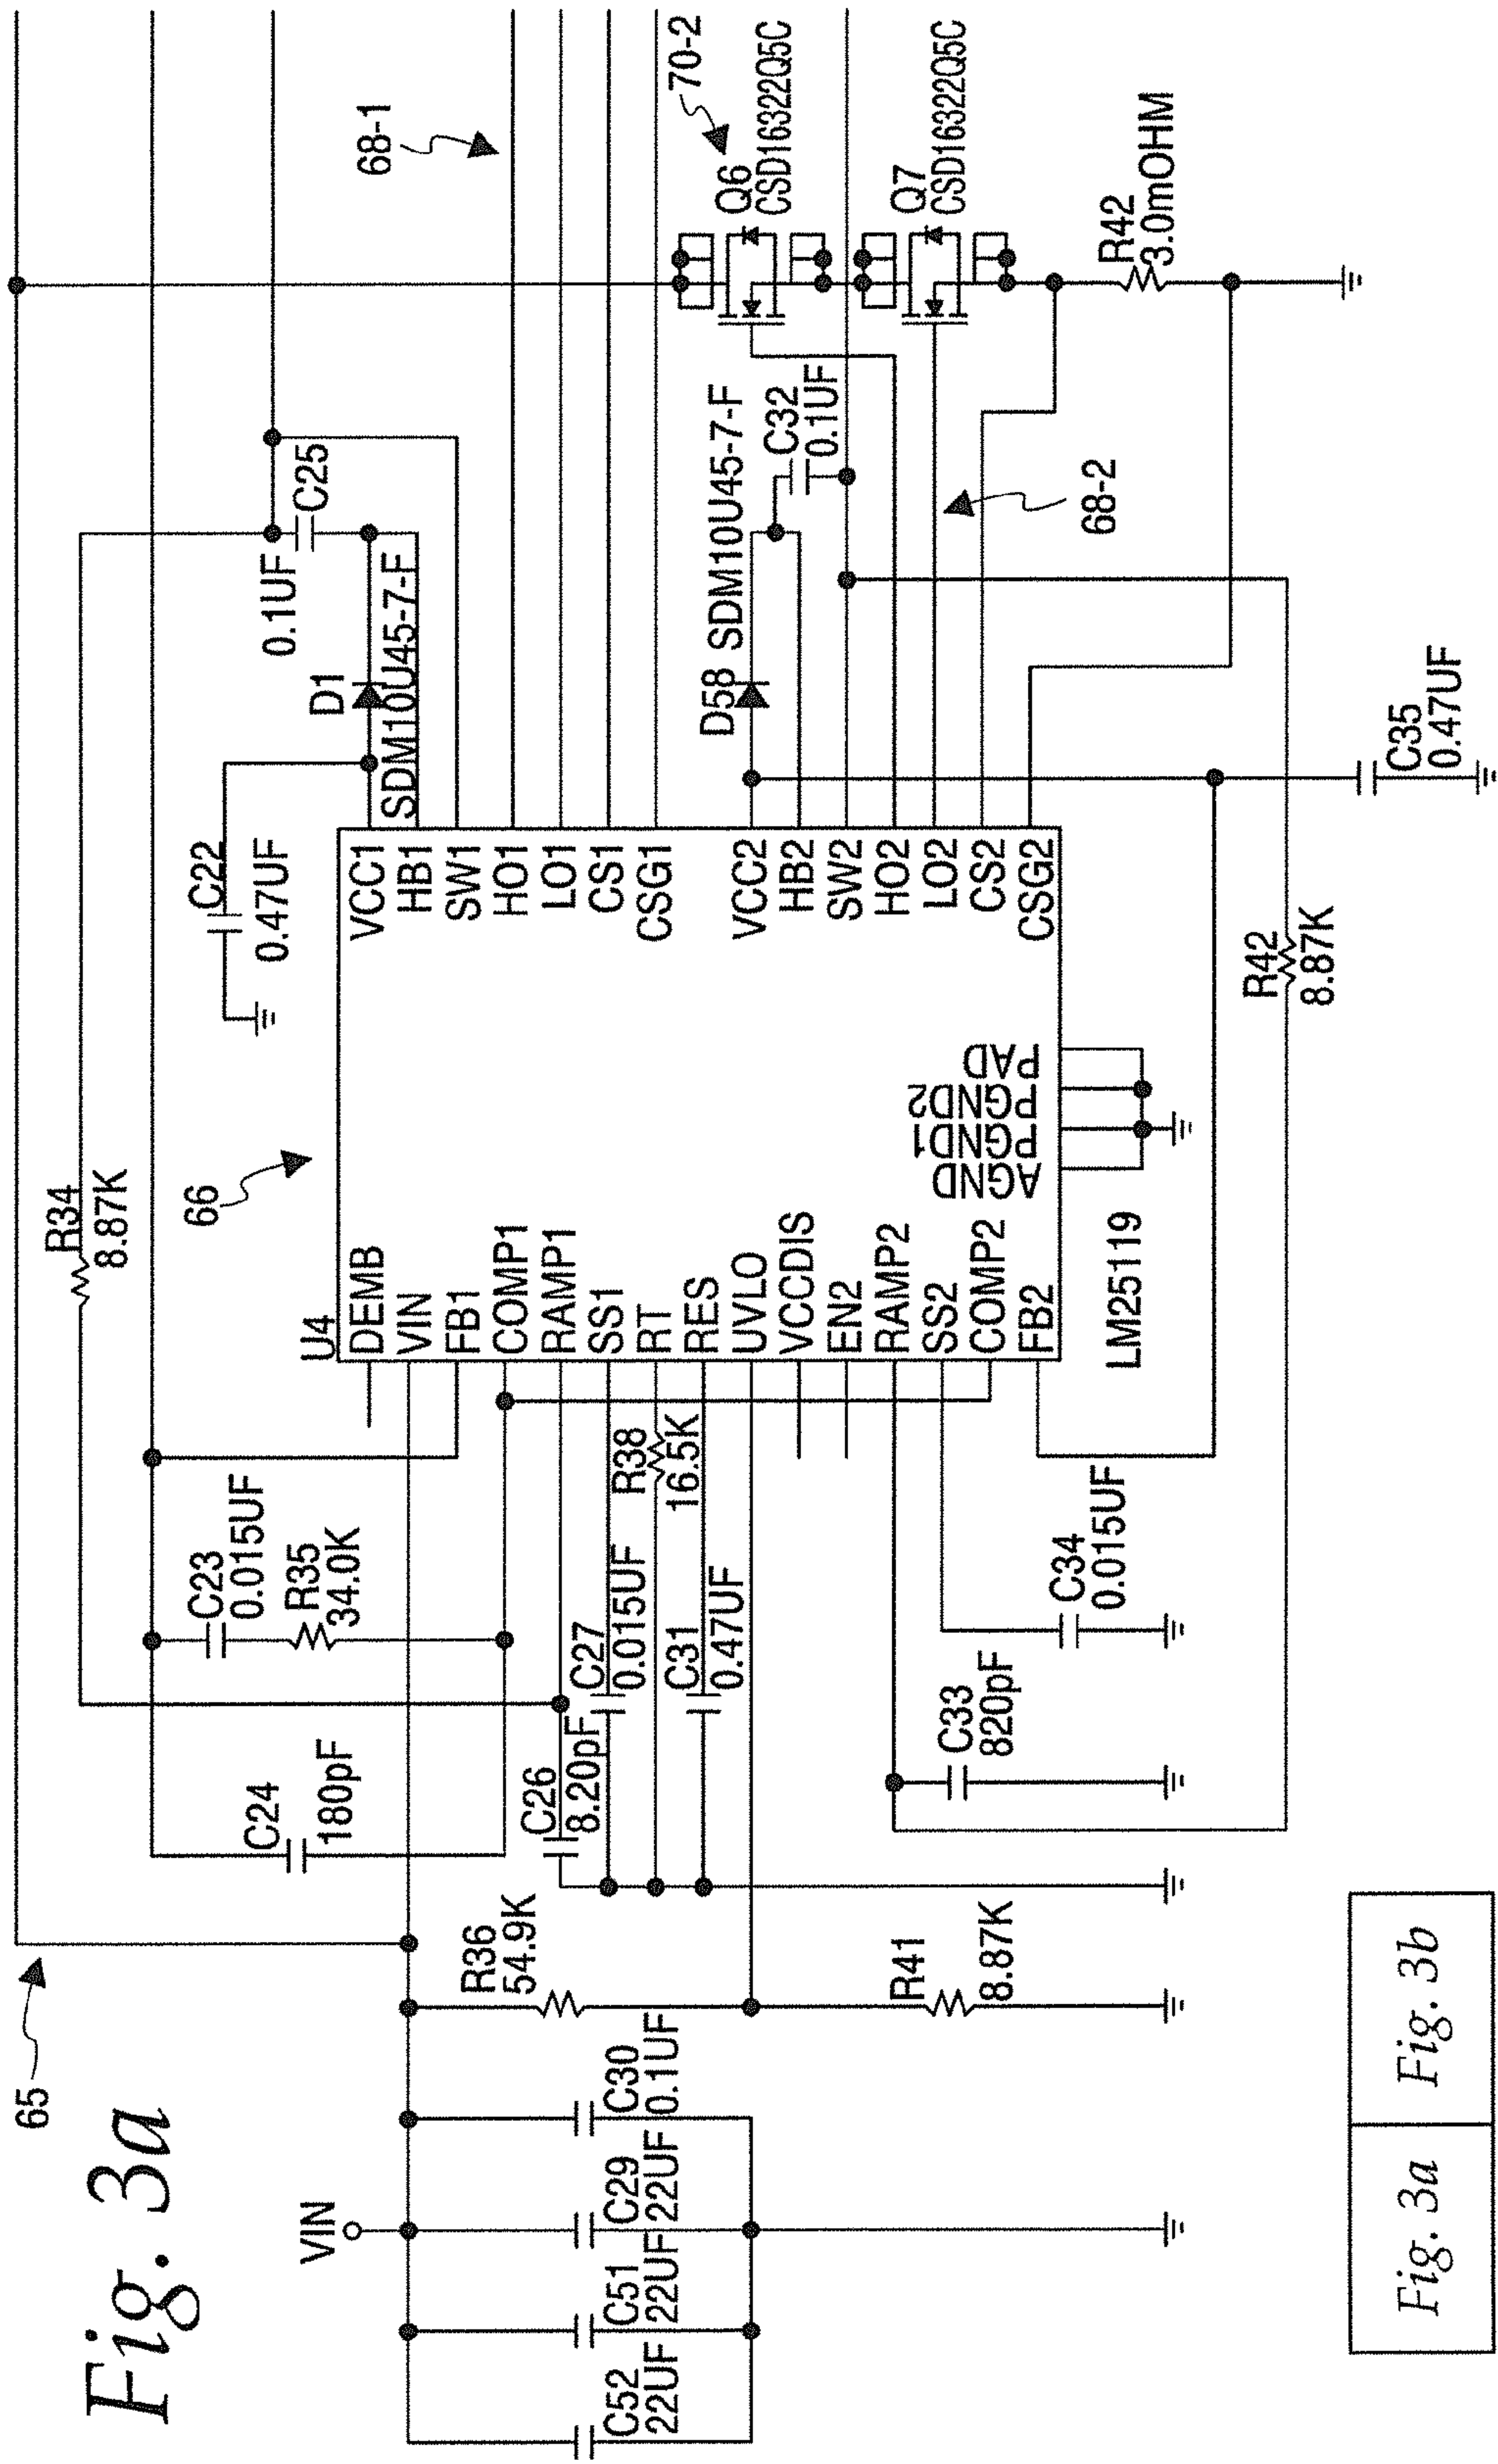 Fig. 3a
65
VIN
C52
22UF
C51
22UF
C29
22UF
C30
0.1UF
R36
54.9K
R41
8.87K
C24
180pF
C23
0.015UF
R35
34.0K
C26
8.20pF
C27
0.015UF
R38
16.5K
C31
0.47UF
C33
820pF
C34
0.015UF
R34
8.87K
66
U4
DEMB
VIN
FB1
COMP1
RAMP1
SS1
RT
RES
UVLO
VCCDIS
EN2
RAMP2
SS2
COMP2
FB2
LM25119
AGND
PGND1
PGND2
PAD
VCC1
HB1
SW1
HO1
LO1
CS1
CSG1
VCC2
HB2
SW2
HO2
LO2
CS2
CSG2
C22
0.47UF
D1
SDM10U45-7-F
0.1UF
C25
D58 SDM10U45-7-F
C32
0.1UF
68-1
68-2
70-2
Q6
CSD16322Q5C
Q7
CSD16322Q5C
R42
3.0mOHM
R42
8.87K
C35
0.47UF
Fig. 3a Fig. 3b